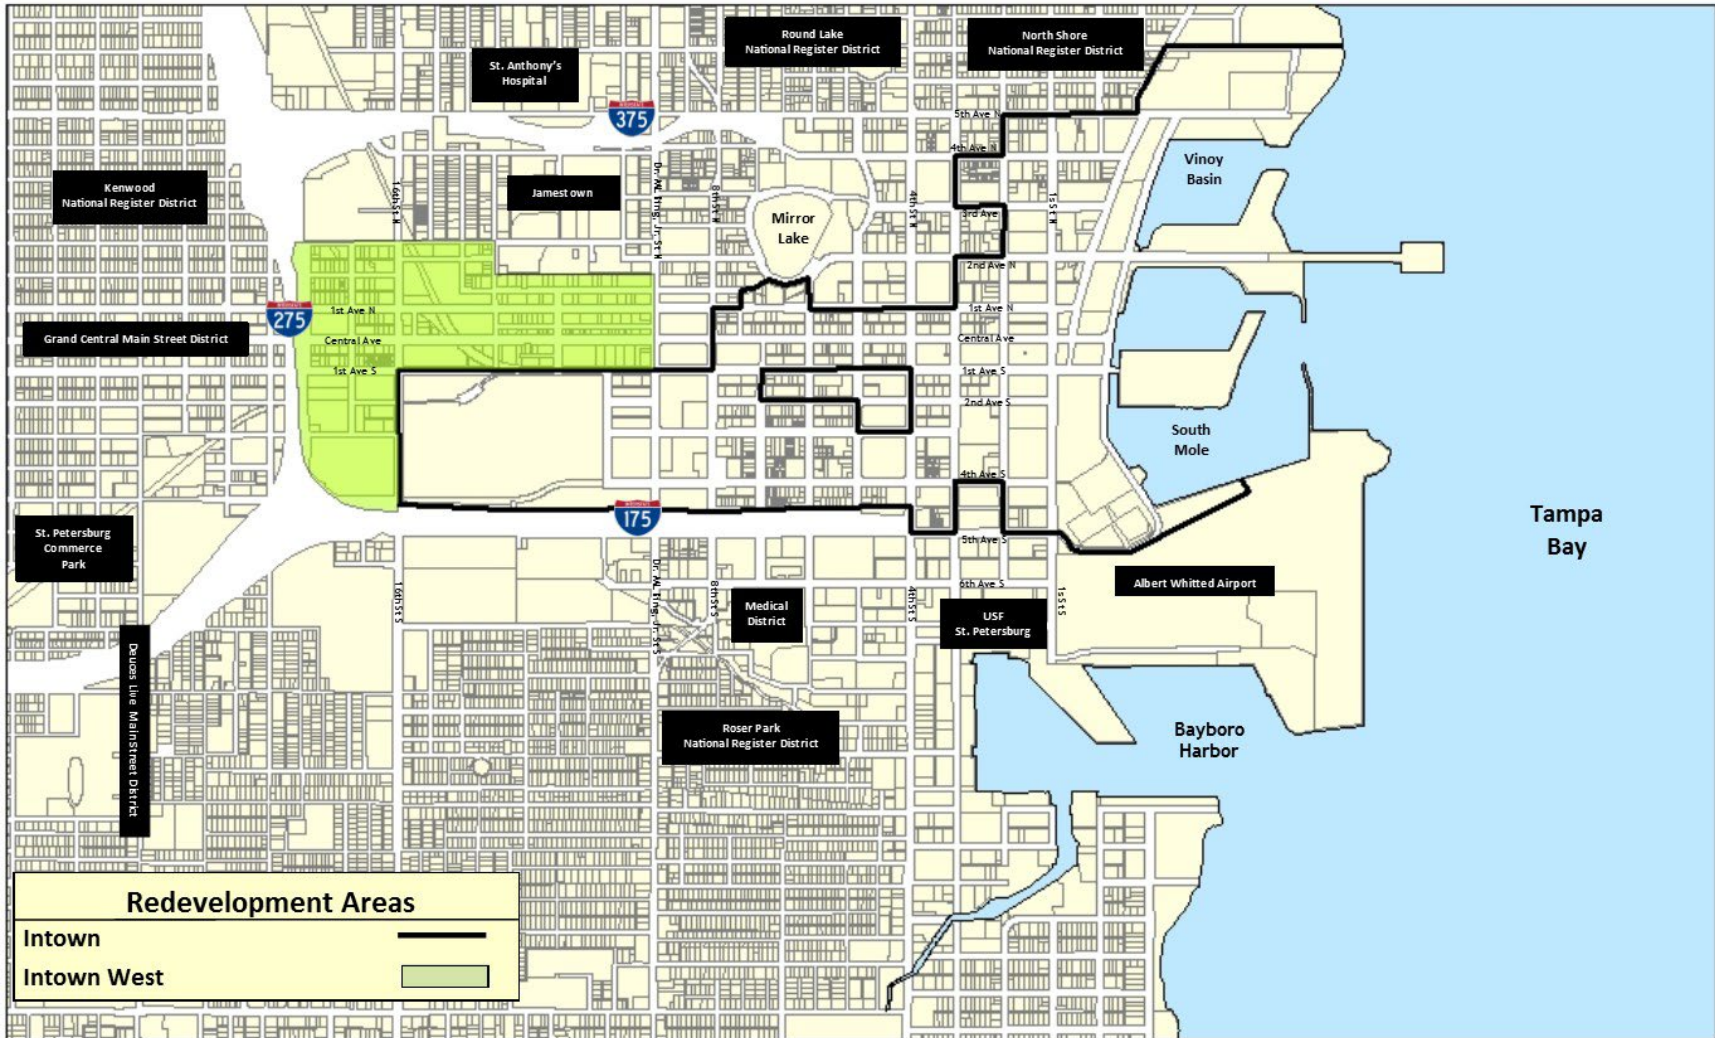 Round Lake
National Register District
North Shore
National Register District
St. Anthony's
Hospital
375
5th Ave N
4th Ave N
Vinoy
Basin
Kenwood
National Register District
Jamestown
16th St N
Dr. ML King, Jr. St N
8th St N
4th St N
1st St N
Mirror
Lake
3rd Ave
2nd Ave N
275
1st Ave N
1st Ave N
Grand Central Main Street District
Central Ave
Central Ave
1st Ave S
1st Ave S
2nd Ave S
South
Mole
4th Ave S
175
Tampa
Bay
St. Petersburg
Commerce
Park
5th Ave S
6th Ave S
Albert Whitted Airport
16th St S
Dr. ML King, Jr. St S
8th St S
4th St S
1st St S
Medical
District
USF
St. Petersburg
Deuces Live Main Street District
Roser Park
National Register District
Bayboro
Harbor
Redevelopment Areas
Intown
Intown West